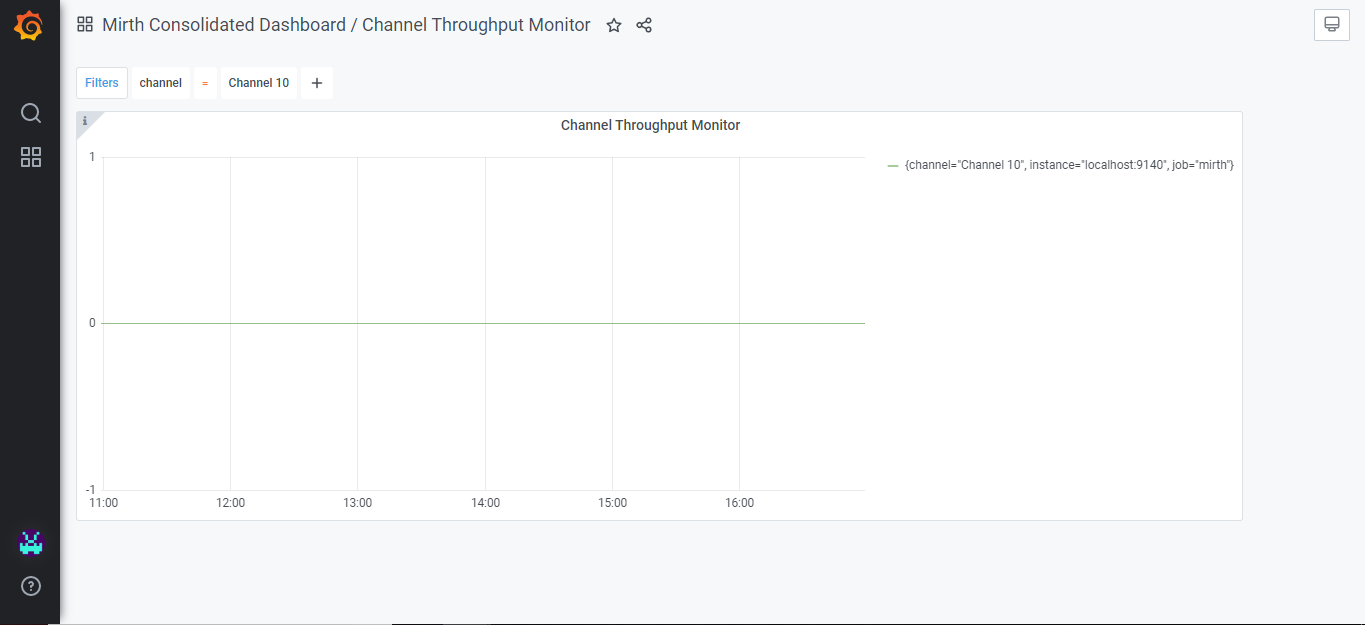 Mirth Consolidated Dashboard / Channel Throughput Monitor
Filters channel = Channel 10 +
i
Channel Throughput Monitor
1
{channel="Channel 10", instance="localhost:9140", job="mirth"}
0
-1
11:00 12:00 13:00 14:00 15:00 16:00
?